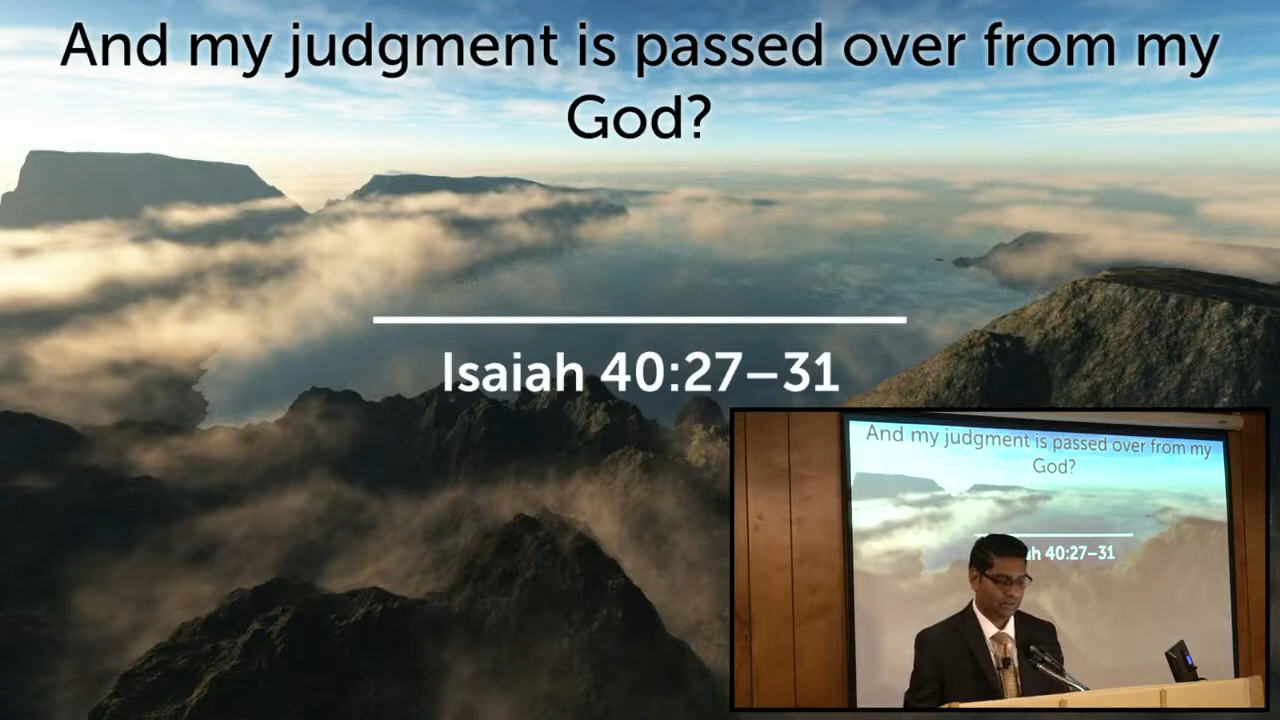 And my judgment is passed over from my
God?
Isaiah 40:27–31
And my judgment is passed over from my
God?
ah 40:27–31